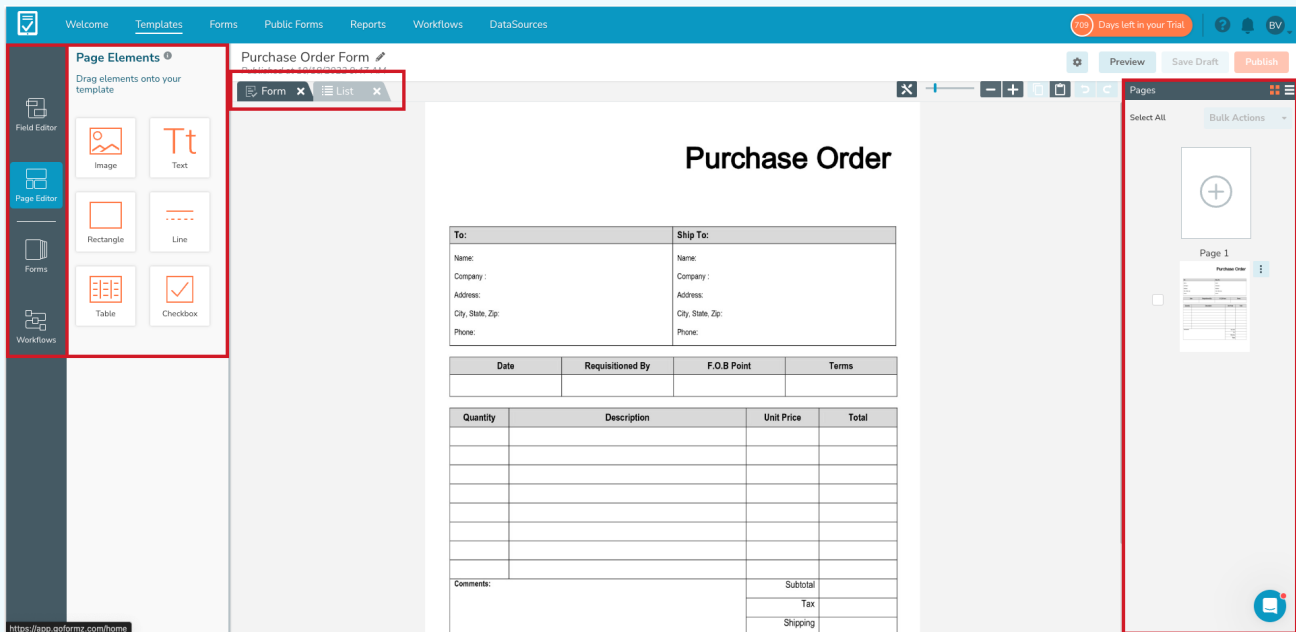 Welcome Templates Forms Public Forms Reports Workflows DataSources 709 Days left in your Trial ? BV
Page Elements
Drag elements onto your
template
Field Editor
Page Editor
Forms
Workflows
Image Tt Text
Rectangle Line
Table Checkbox
Purchase Order Form
Preview Save Draft Publish
Form List
Pages
Select All Bulk Actions
Page 1
Purchase Order
Purchase Order
To: Ship To:
Name: Name:
Company : Company :
Address: Address:
City, State, Zip: City, State, Zip:
Phone: Phone:
Date Requisitioned By F.O.B Point Terms
Quantity Description Unit Price Total
Comments: Subtotal
Tax
Shipping
https://app.goformz.com/home